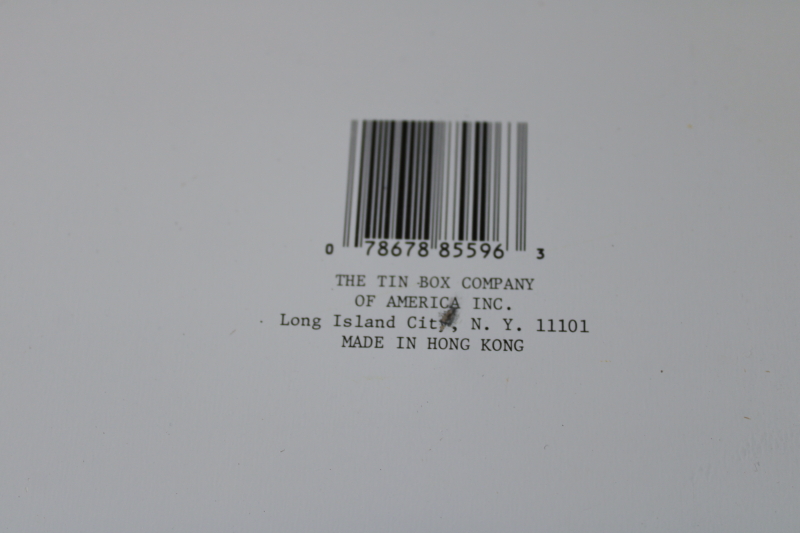 0 78678 85596 3
THE TIN BOX COMPANY
OF AMERICA INC.
Long Island City, N. Y. 11101
MADE IN HONG KONG